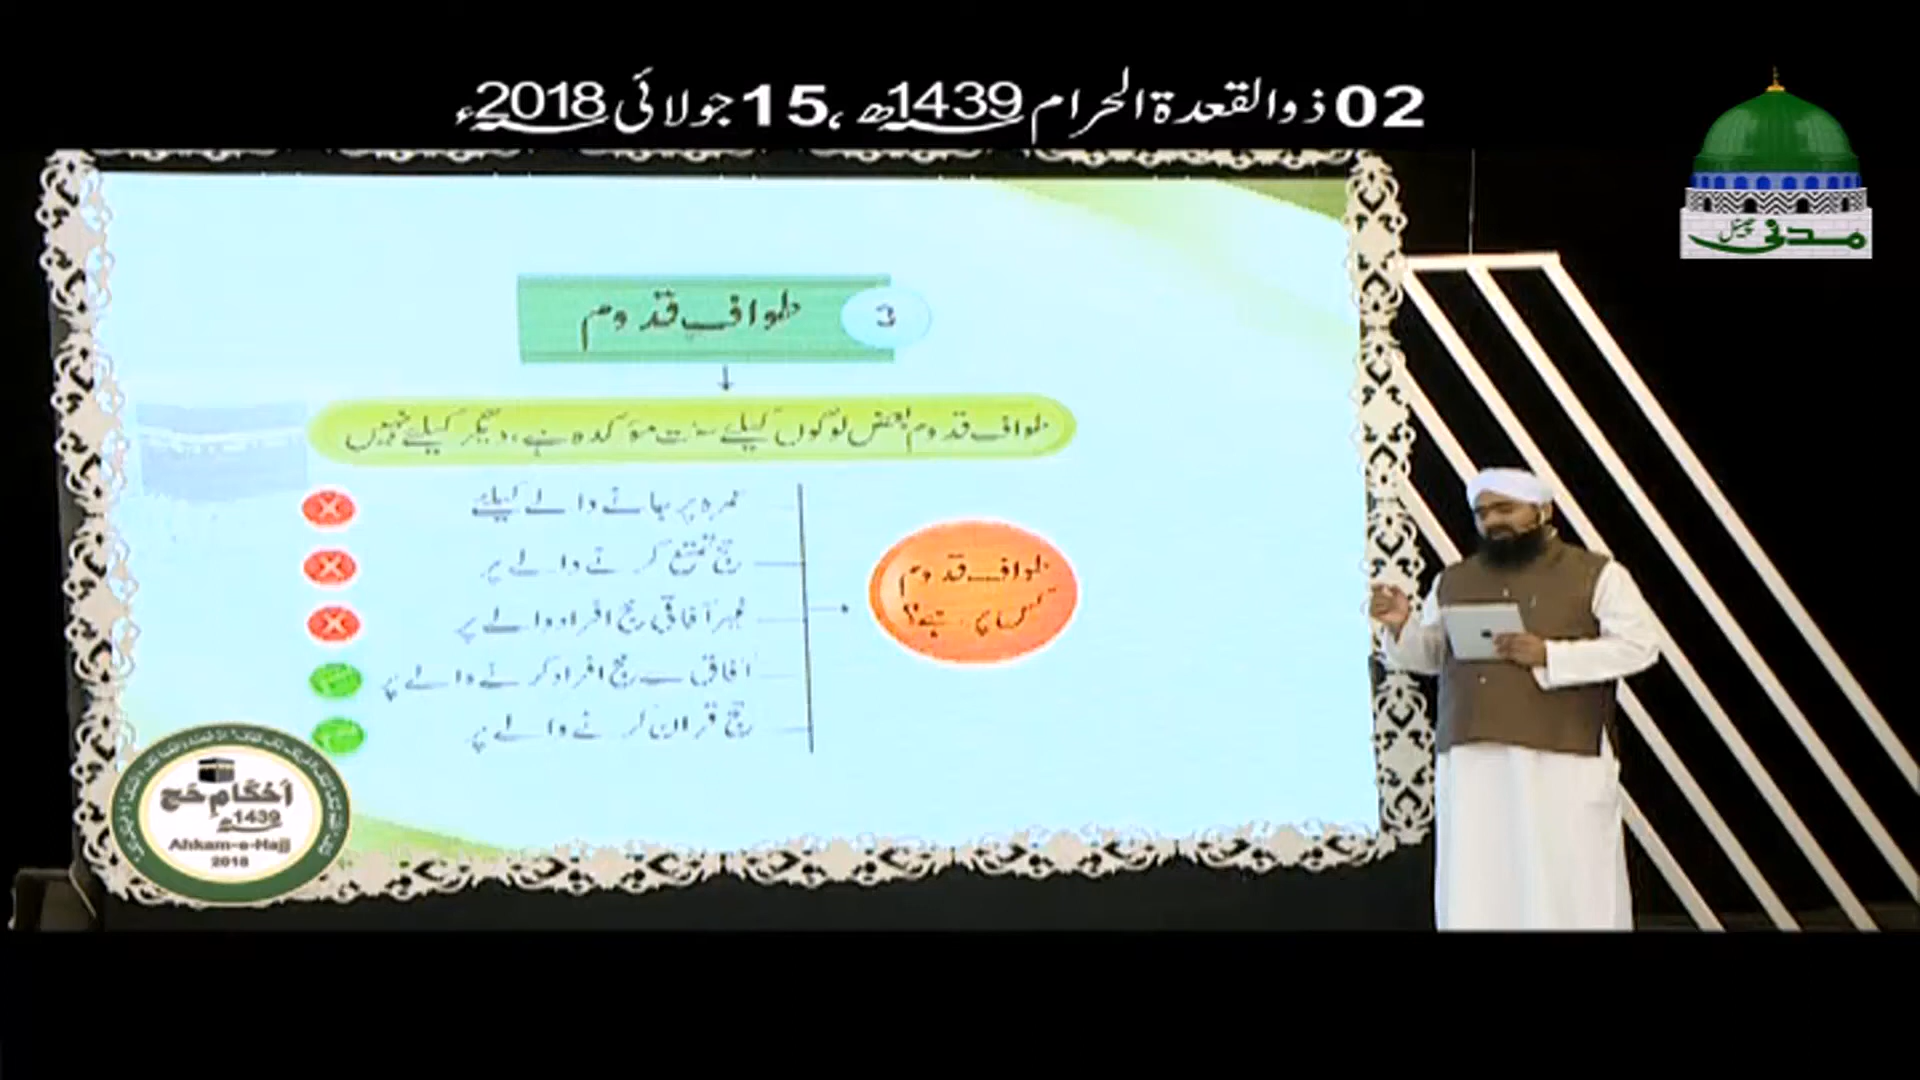 02 ذوالقعدۃ الحرام 1439ھ، 15 جولائی 2018ء
مدنی چینل
3 طوافِ قدوم
طوافِ قدوم بعض لوگوں کیلئے سنت مؤکدہ ہے، دیگر کیلئے نہیں
طوافِ قدوم
کس پر ہے؟
عمرہ پر جانے والے کیلئے
حج تمتع کرنے والے پر
غیر آفاقی حج افراد والے پر
آفاق سے حج افراد کرنے والے پر
حج قران کرنے والے پر
اَحْکَامِ حَج
1439ھ
Ahkam-e-Hajj
2018